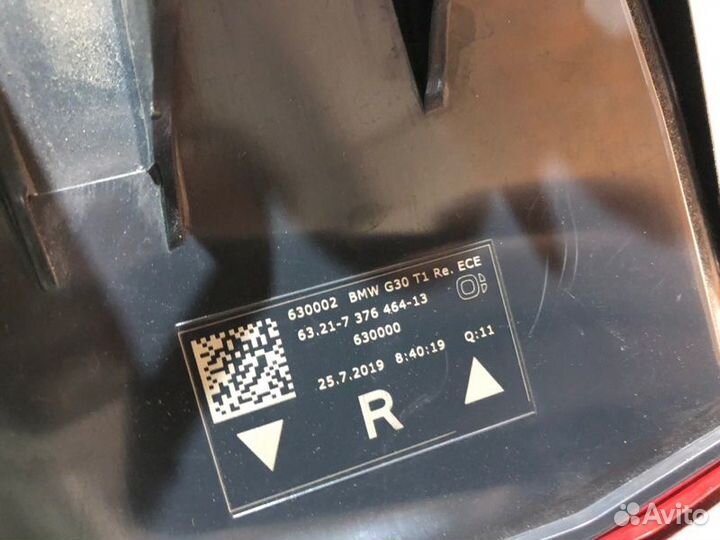 630002 BMW G30 T1 Re. ECE
63.21-7 376 464-13
630000
25.7.2019 8:40:19 Q:11
R
Avito